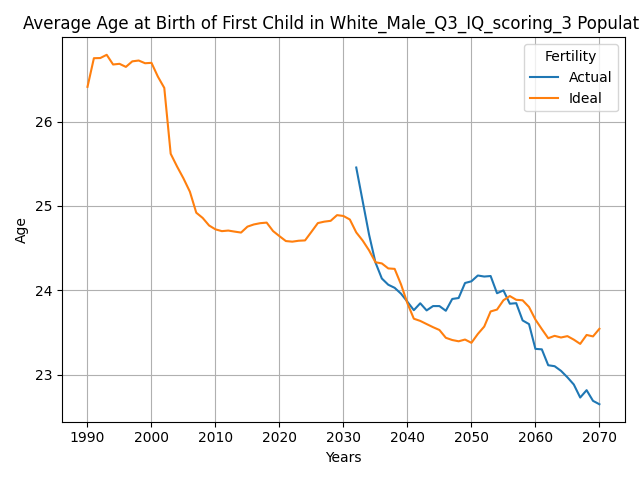 Average Age at Birth of First Child in White_Male_Q3_IQ_scoring_3 Populat
Fertility
Actual
Ideal
26
25
24
23
Age
1990 2000 2010 2020 2030 2040 2050 2060 2070
Years